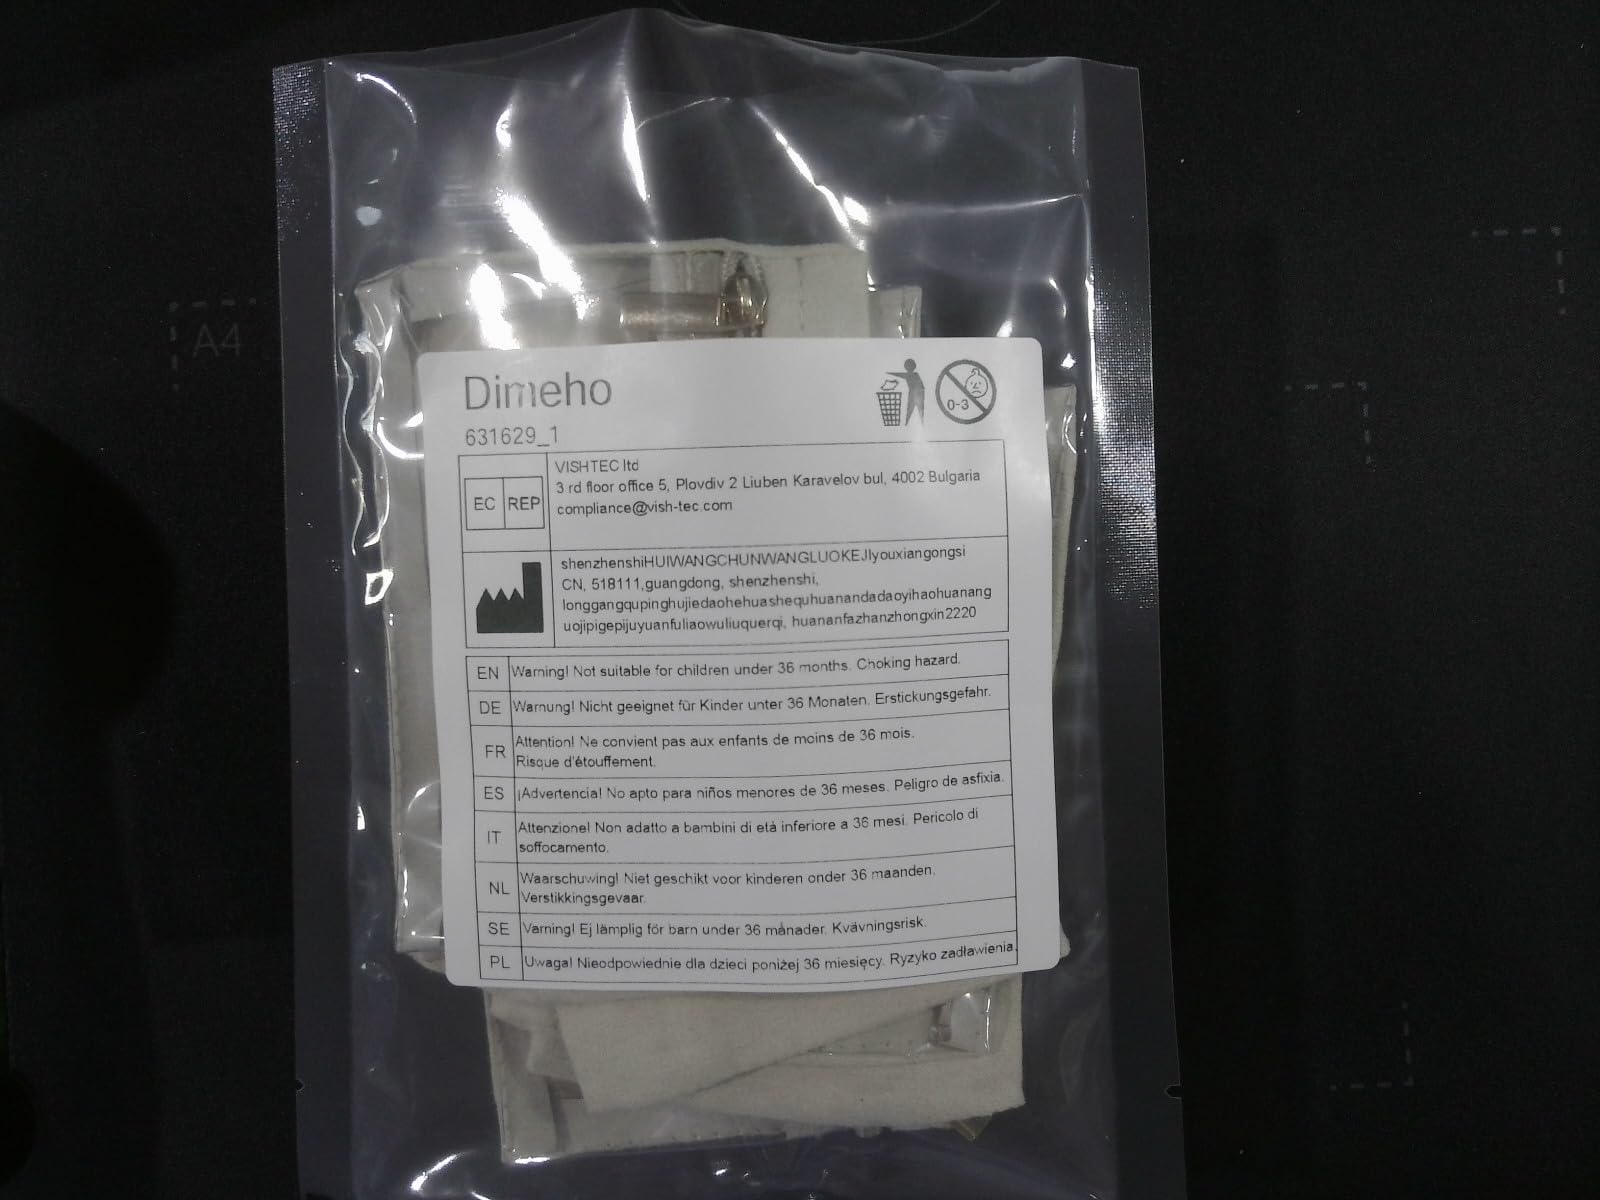 Dimeho
631629_1
0-3
EC REP
VISHTEC ltd
3 rd floor office 5, Plovdiv 2 Liuben Karavelov bul, 4002 Bulgaria
compliance@vish-tec.com
shenzhenshiHUIWANGCHUNWANGLUOKEJIyouxiangongsi
CN, 518111,guangdong, shenzhenshi,
longgangqupinghujiedaohehuashequhuanandadaoyihaohuanang
uojipigepijuyuanfuliaowuliuquerqi, huananfazhanzhongxin2220
EN Warning! Not suitable for children under 36 months. Choking hazard.
DE Warnung! Nicht geeignet für Kinder unter 36 Monaten. Erstickungsgefahr.
FR Attention! Ne convient pas aux enfants de moins de 36 mois.
Risque d'étouffement.
ES ¡Advertencia! No apto para niños menores de 36 meses. Peligro de asfixia.
IT Attenzione! Non adatto a bambini di età inferiore a 36 mesi. Pericolo di
soffocamento.
NL Waarschuwing! Niet geschikt voor kinderen onder 36 maanden.
Verstikkingsgevaar.
SE Varning! Ej lämplig för barn under 36 månader. Kvävningsrisk.
PL Uwaga! Nieodpowiednie dla dzieci poniżej 36 miesięcy. Ryzyko zadławienia.
A4